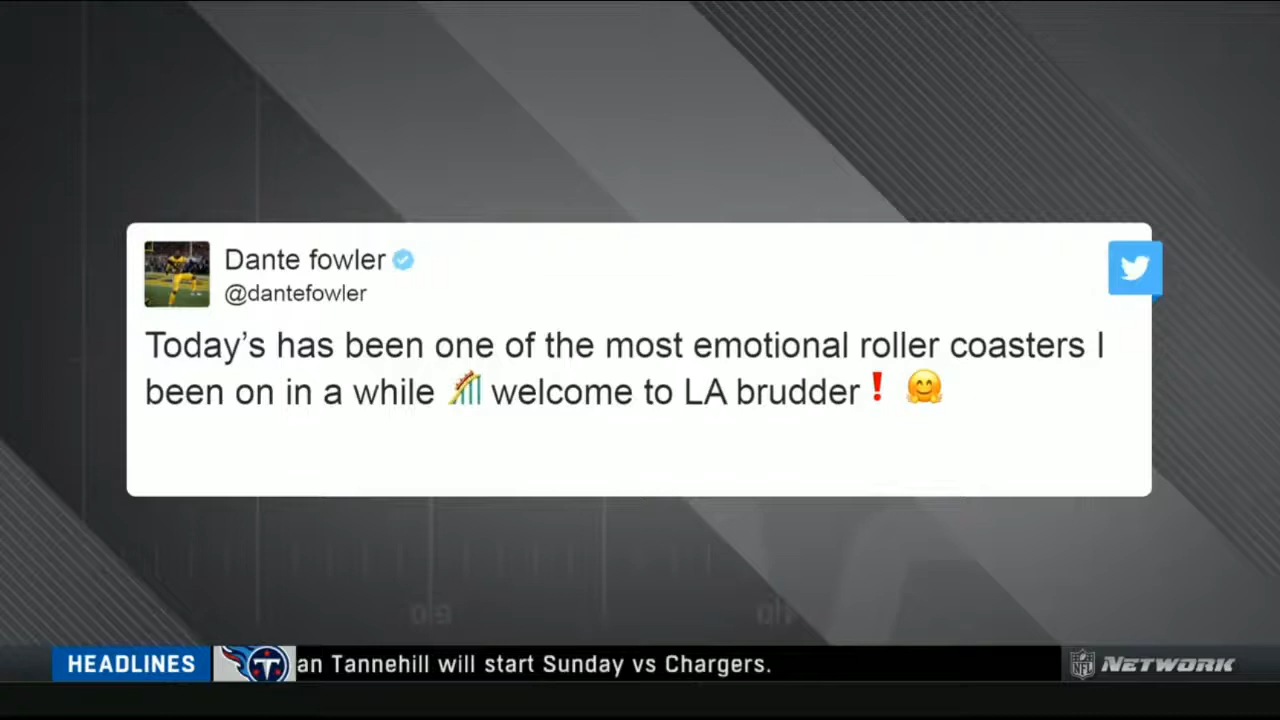 Dante fowler
@dantefowler
Today’s has been one of the most emotional roller coasters I
been on in a while 🎢 welcome to LA brudder❗ 🤗
HEADLINES
an Tannehill will start Sunday vs Chargers.
NFL NETWORK